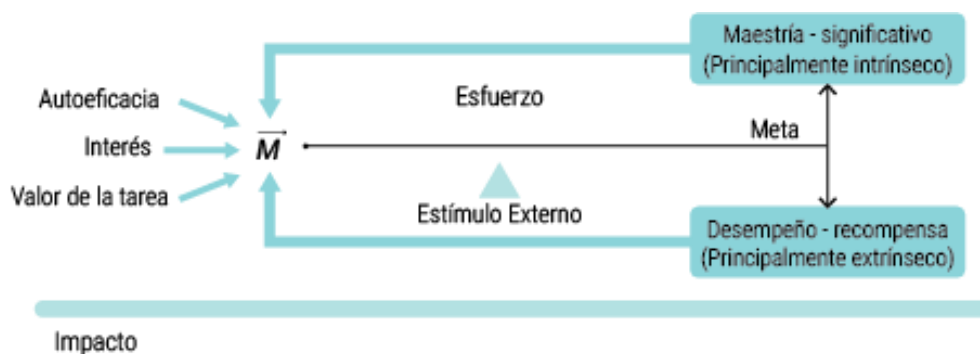 Maestría - significativo
(Principalmente intrínseco)
Esfuerzo
Autoeficacia
Interés
Valor de la tarea
M
Meta
Estímulo Externo
Desempeño - recompensa
(Principalmente extrínseco)
Impacto